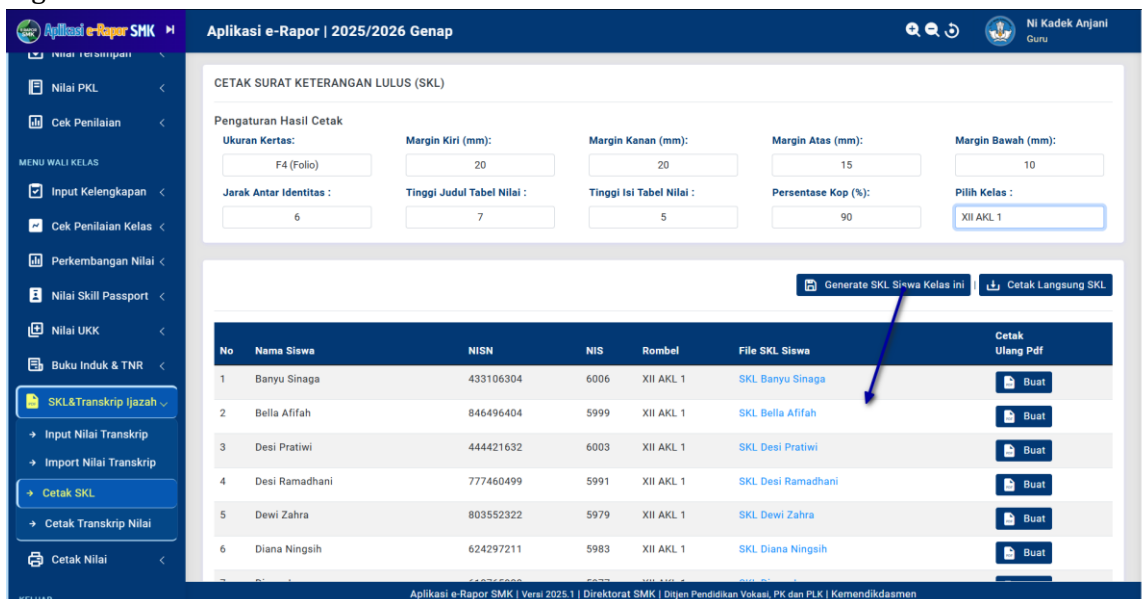 Aplikasi e-Rapor SMK
Aplikasi e-Rapor | 2025/2026 Genap
Ni Kadek Anjani
Guru
Nilai Tersimpan
Nilai PKL
Cek Penilaian
MENU WALI KELAS
Input Kelengkapan
Cek Penilaian Kelas
Perkembangan Nilai
Nilai Skill Passport
Nilai UKK
Buku Induk & TNR
SKL&Transkrip Ijazah
Input Nilai Transkrip
Import Nilai Transkrip
Cetak SKL
Cetak Transkrip Nilai
Cetak Nilai
KELUAR
CETAK SURAT KETERANGAN LULUS (SKL)
Pengaturan Hasil Cetak
Ukuran Kertas: Margin Kiri (mm): Margin Kanan (mm): Margin Atas (mm): Margin Bawah (mm):
F4 (Folio) 20 20 15 10
Jarak Antar Identitas : Tinggi Judul Tabel Nilai : Tinggi Isi Tabel Nilai : Persentase Kop (%): Pilih Kelas :
6 7 5 90 XII AKL 1
Generate SKL Siswa Kelas ini | Cetak Langsung SKL
No Nama Siswa NISN NIS Rombel File SKL Siswa Cetak Ulang Pdf
1 Banyu Sinaga 433106304 6006 XII AKL 1 SKL Banyu Sinaga Buat
2 Bella Afifah 846496404 5999 XII AKL 1 SKL Bella Afifah Buat
3 Desi Pratiwi 444421632 6003 XII AKL 1 SKL Desi Pratiwi Buat
4 Desi Ramadhani 777460499 5991 XII AKL 1 SKL Desi Ramadhani Buat
5 Dewi Zahra 803552322 5979 XII AKL 1 SKL Dewi Zahra Buat
6 Diana Ningsih 624297211 5983 XII AKL 1 SKL Diana Ningsih Buat
Aplikasi e-Rapor SMK | Versi 2025.1 | Direktorat SMK | Ditjen Pendidikan Vokasi, PK dan PLK | Kemendikdasmen